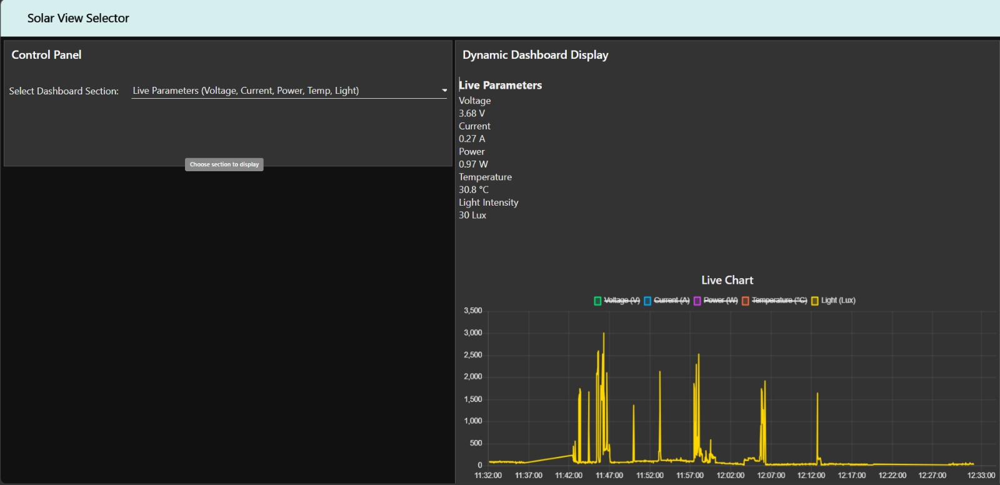 Solar View Selector
Control Panel
Select Dashboard Section: Live Parameters (Voltage, Current, Power, Temp, Light)
Choose section to display
Dynamic Dashboard Display
Live Parameters
Voltage
3.68 V
Current
0.27 A
Power
0.97 W
Temperature
30.8 °C
Light Intensity
30 Lux
Live Chart
Voltage (V) Current (A) Power (W) Temperature (°C) Light (Lux)
3,500
3,000
2,500
2,000
1,500
1,000
500
0
11:32:00 11:37:00 11:42:00 11:47:00 11:52:00 11:57:00 12:02:00 12:07:00 12:12:00 12:17:00 12:22:00 12:27:00 12:33:00